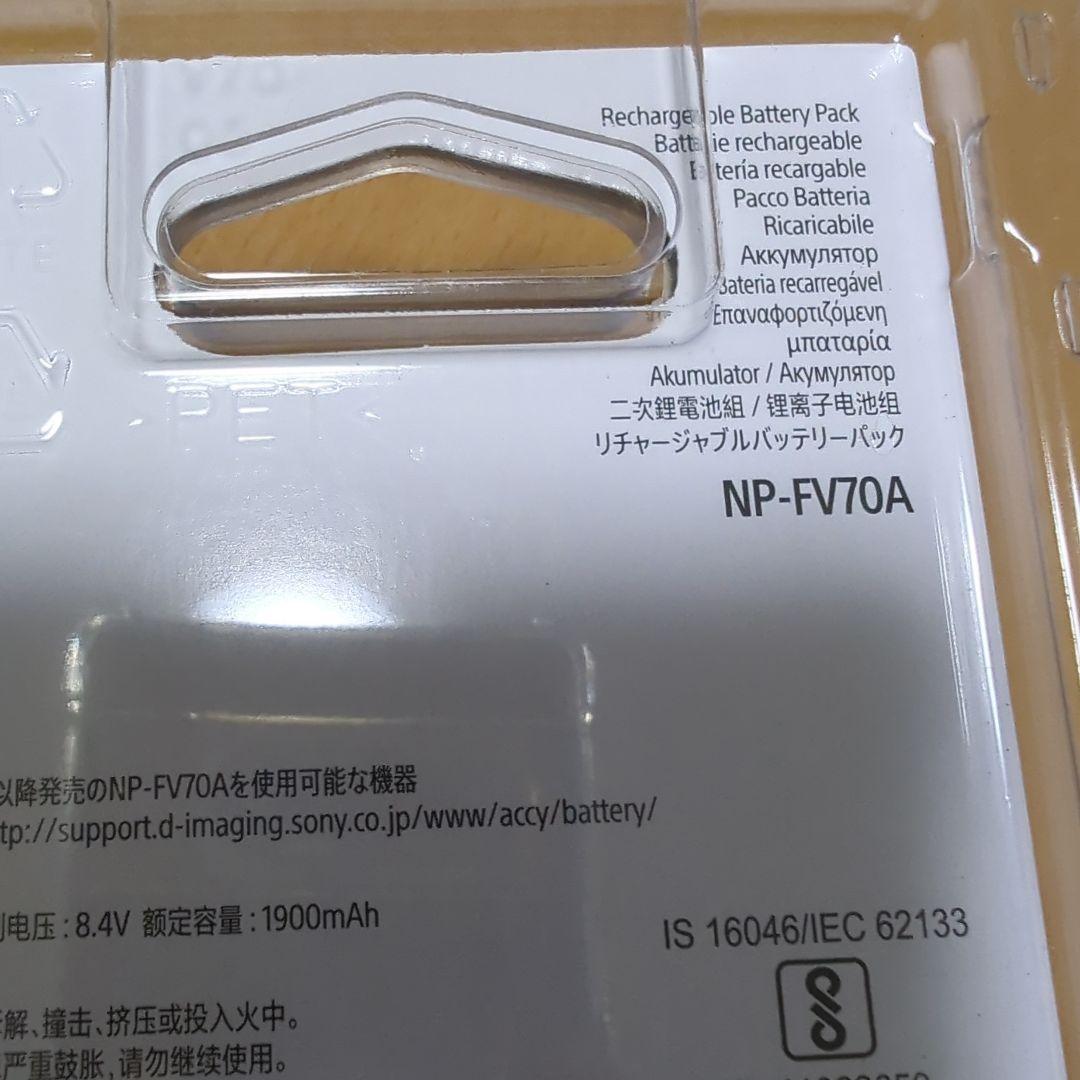 Rechargeable Battery Pack
Batterie rechargeable
Batería recargable
Pacco Batteria
Ricaricabile
Аккумулятор
Bateria recarregável
Επαναφορτιζόμενη
μπαταρία
Akumulator / Акумулятор
二次鋰電池組 / 锂离子电池组
リチャージャブルバッテリーパック
NP-FV70A
PET
以降発売のNP-FV70Aを使用可能な機器
tp://support.d-imaging.sony.co.jp/www/accy/battery/
电压:8.4V 额定容量:1900mAh
IS 16046/IEC 62133
解、撞击、挤压或投入火中。
严重鼓胀,请勿继续使用。